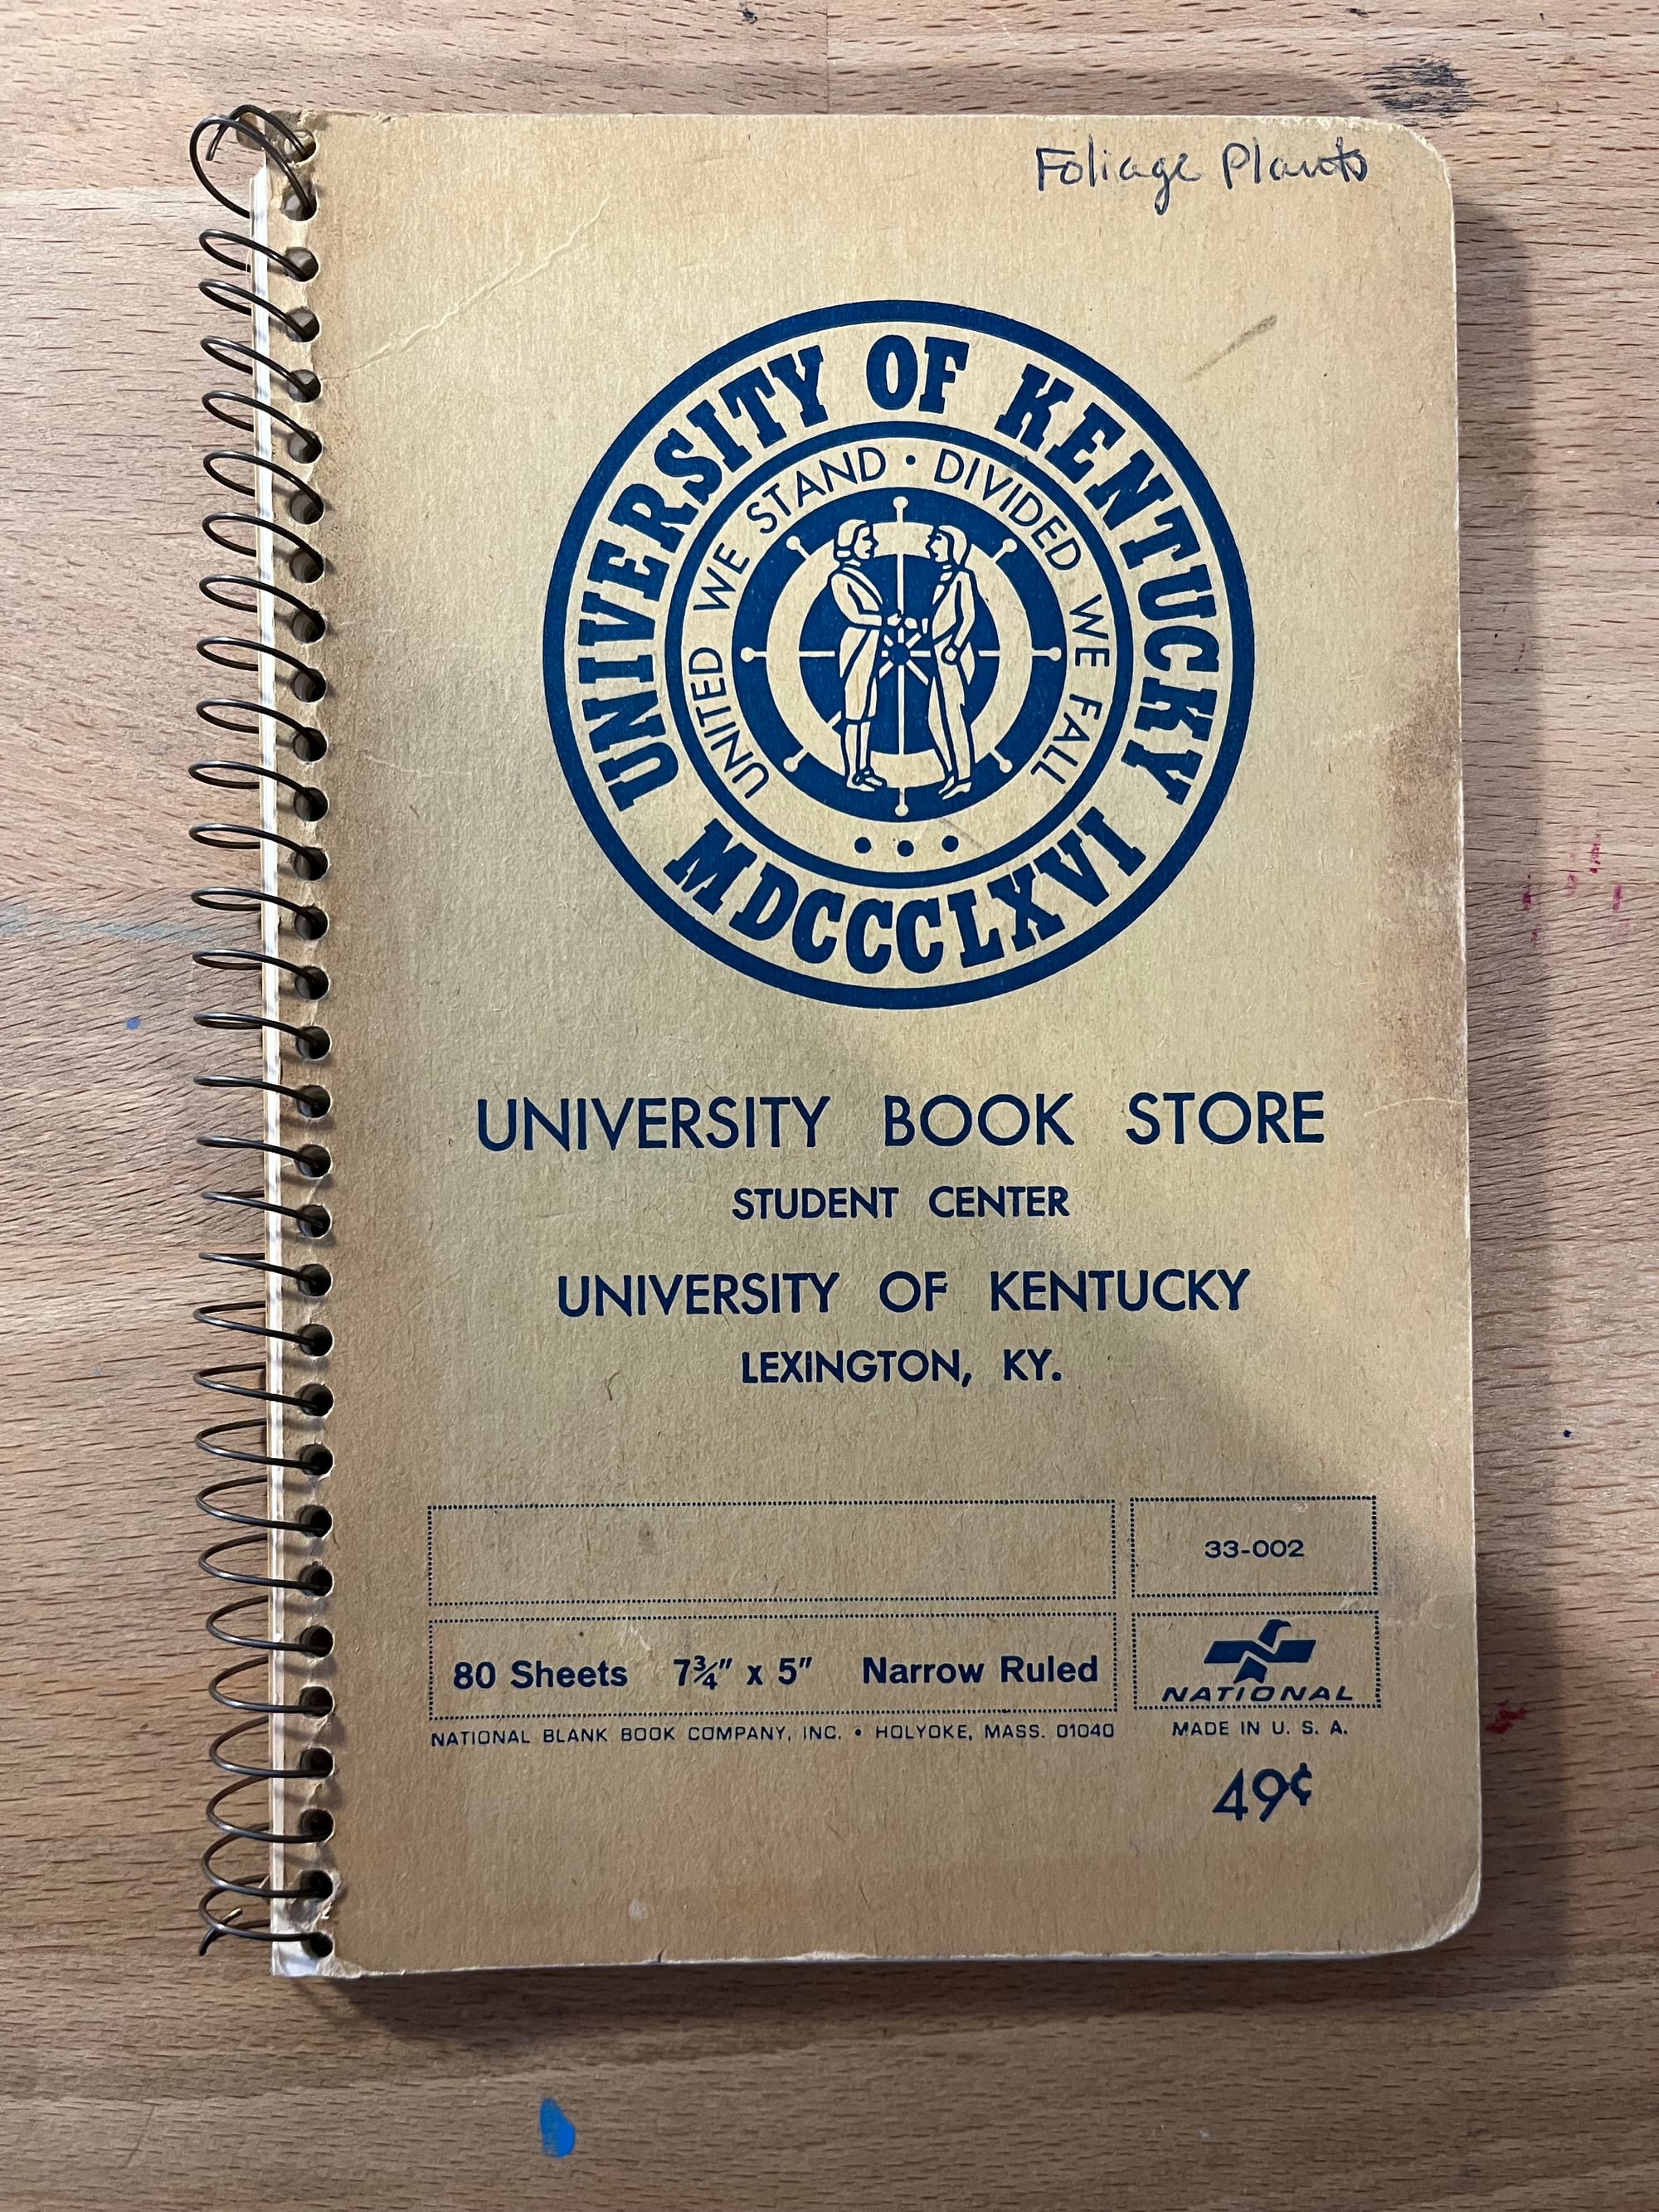 Foliage Plants
UNIVERSITY OF KENTUCKY
UNITED WE STAND · DIVIDED WE FALL
MDCCCLXVI
UNIVERSITY BOOK STORE
STUDENT CENTER
UNIVERSITY OF KENTUCKY
LEXINGTON, KY.
33-002
80 Sheets 7¾" x 5" Narrow Ruled
NATIONAL
NATIONAL BLANK BOOK COMPANY, INC. • HOLYOKE, MASS. 01040
MADE IN U. S. A.
49¢